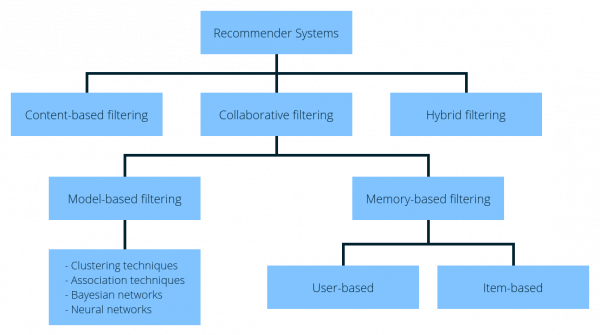 Recommender Systems
Content-based filtering
Collaborative filtering
Hybrid filtering
Model-based filtering
Memory-based filtering
- Clustering techniques
- Association techniques
- Bayesian networks
- Neural networks
User-based
Item-based